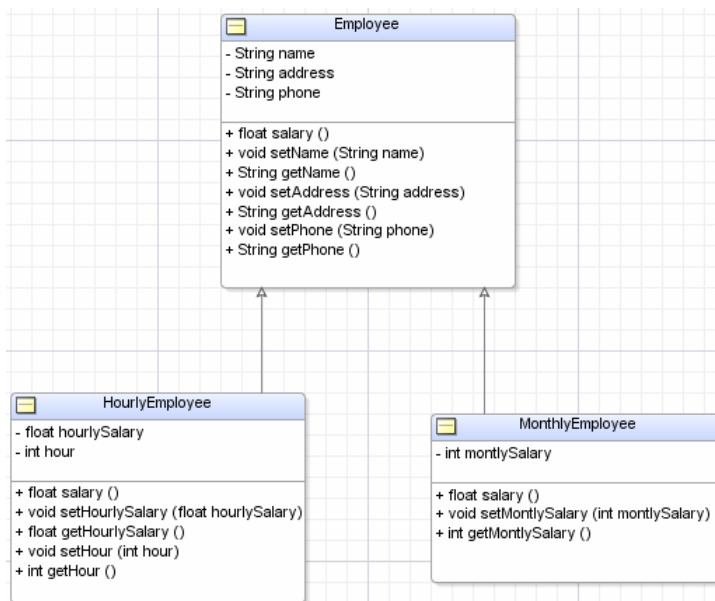 Employee
- String name
- String address
- String phone
+ float salary ()
+ void setName (String name)
+ String getName ()
+ void setAddress (String address)
+ String getAddress ()
+ void setPhone (String phone)
+ String getPhone ()
HourlyEmployee
- float hourlySalary
- int hour
+ float salary ()
+ void setHourlySalary (float hourlySalary)
+ float getHourlySalary ()
+ void setHour (int hour)
+ int getHour ()
MonthlyEmployee
- int montlySalary
+ float salary ()
+ void setMontlySalary (int montlySalary)
+ int getMontlySalary ()